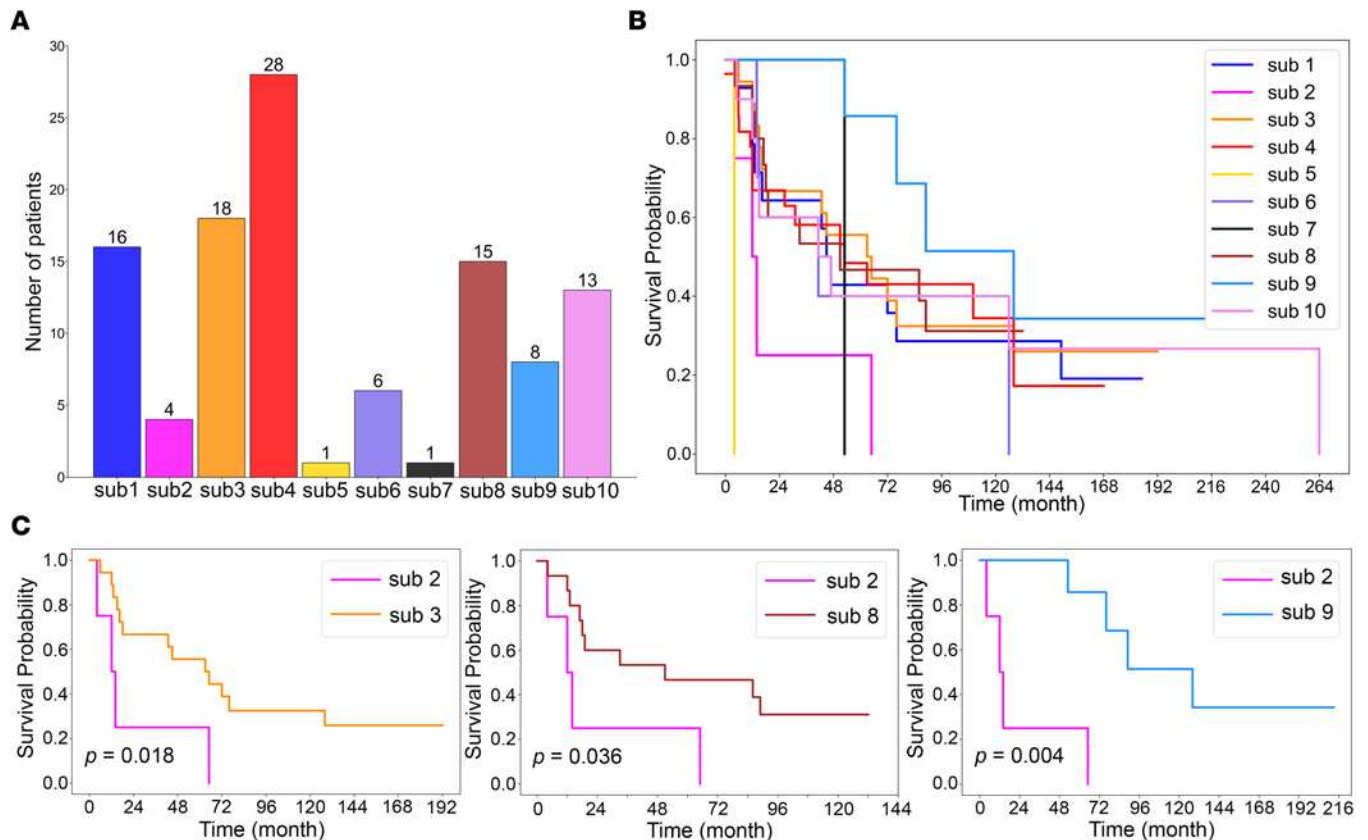 A
Number of patients
30
25
20
15
10
5
0
16
4
18
28
1
6
1
15
8
13
sub1 sub2 sub3 sub4 sub5 sub6 sub7 sub8 sub9 sub10
B
Survival Probability
1.0
0.8
0.6
0.4
0.2
0.0
sub 1
sub 2
sub 3
sub 4
sub 5
sub 6
sub 7
sub 8
sub 9
sub 10
0 24 48 72 96 120 144 168 192 216 240 264
Time (month)
C
Survival Probability
1.0
0.8
0.6
0.4
0.2
0.0
sub 2
sub 3
p = 0.018
0 24 48 72 96 120 144 168 192
Time (month)
Survival Probability
1.0
0.8
0.6
0.4
0.2
0.0
sub 2
sub 8
p = 0.036
0 24 48 72 96 120 144
Time (month)
Survival Probability
1.0
0.8
0.6
0.4
0.2
0.0
sub 2
sub 9
p = 0.004
0 24 48 72 96 120 144 168 192 216
Time (month)